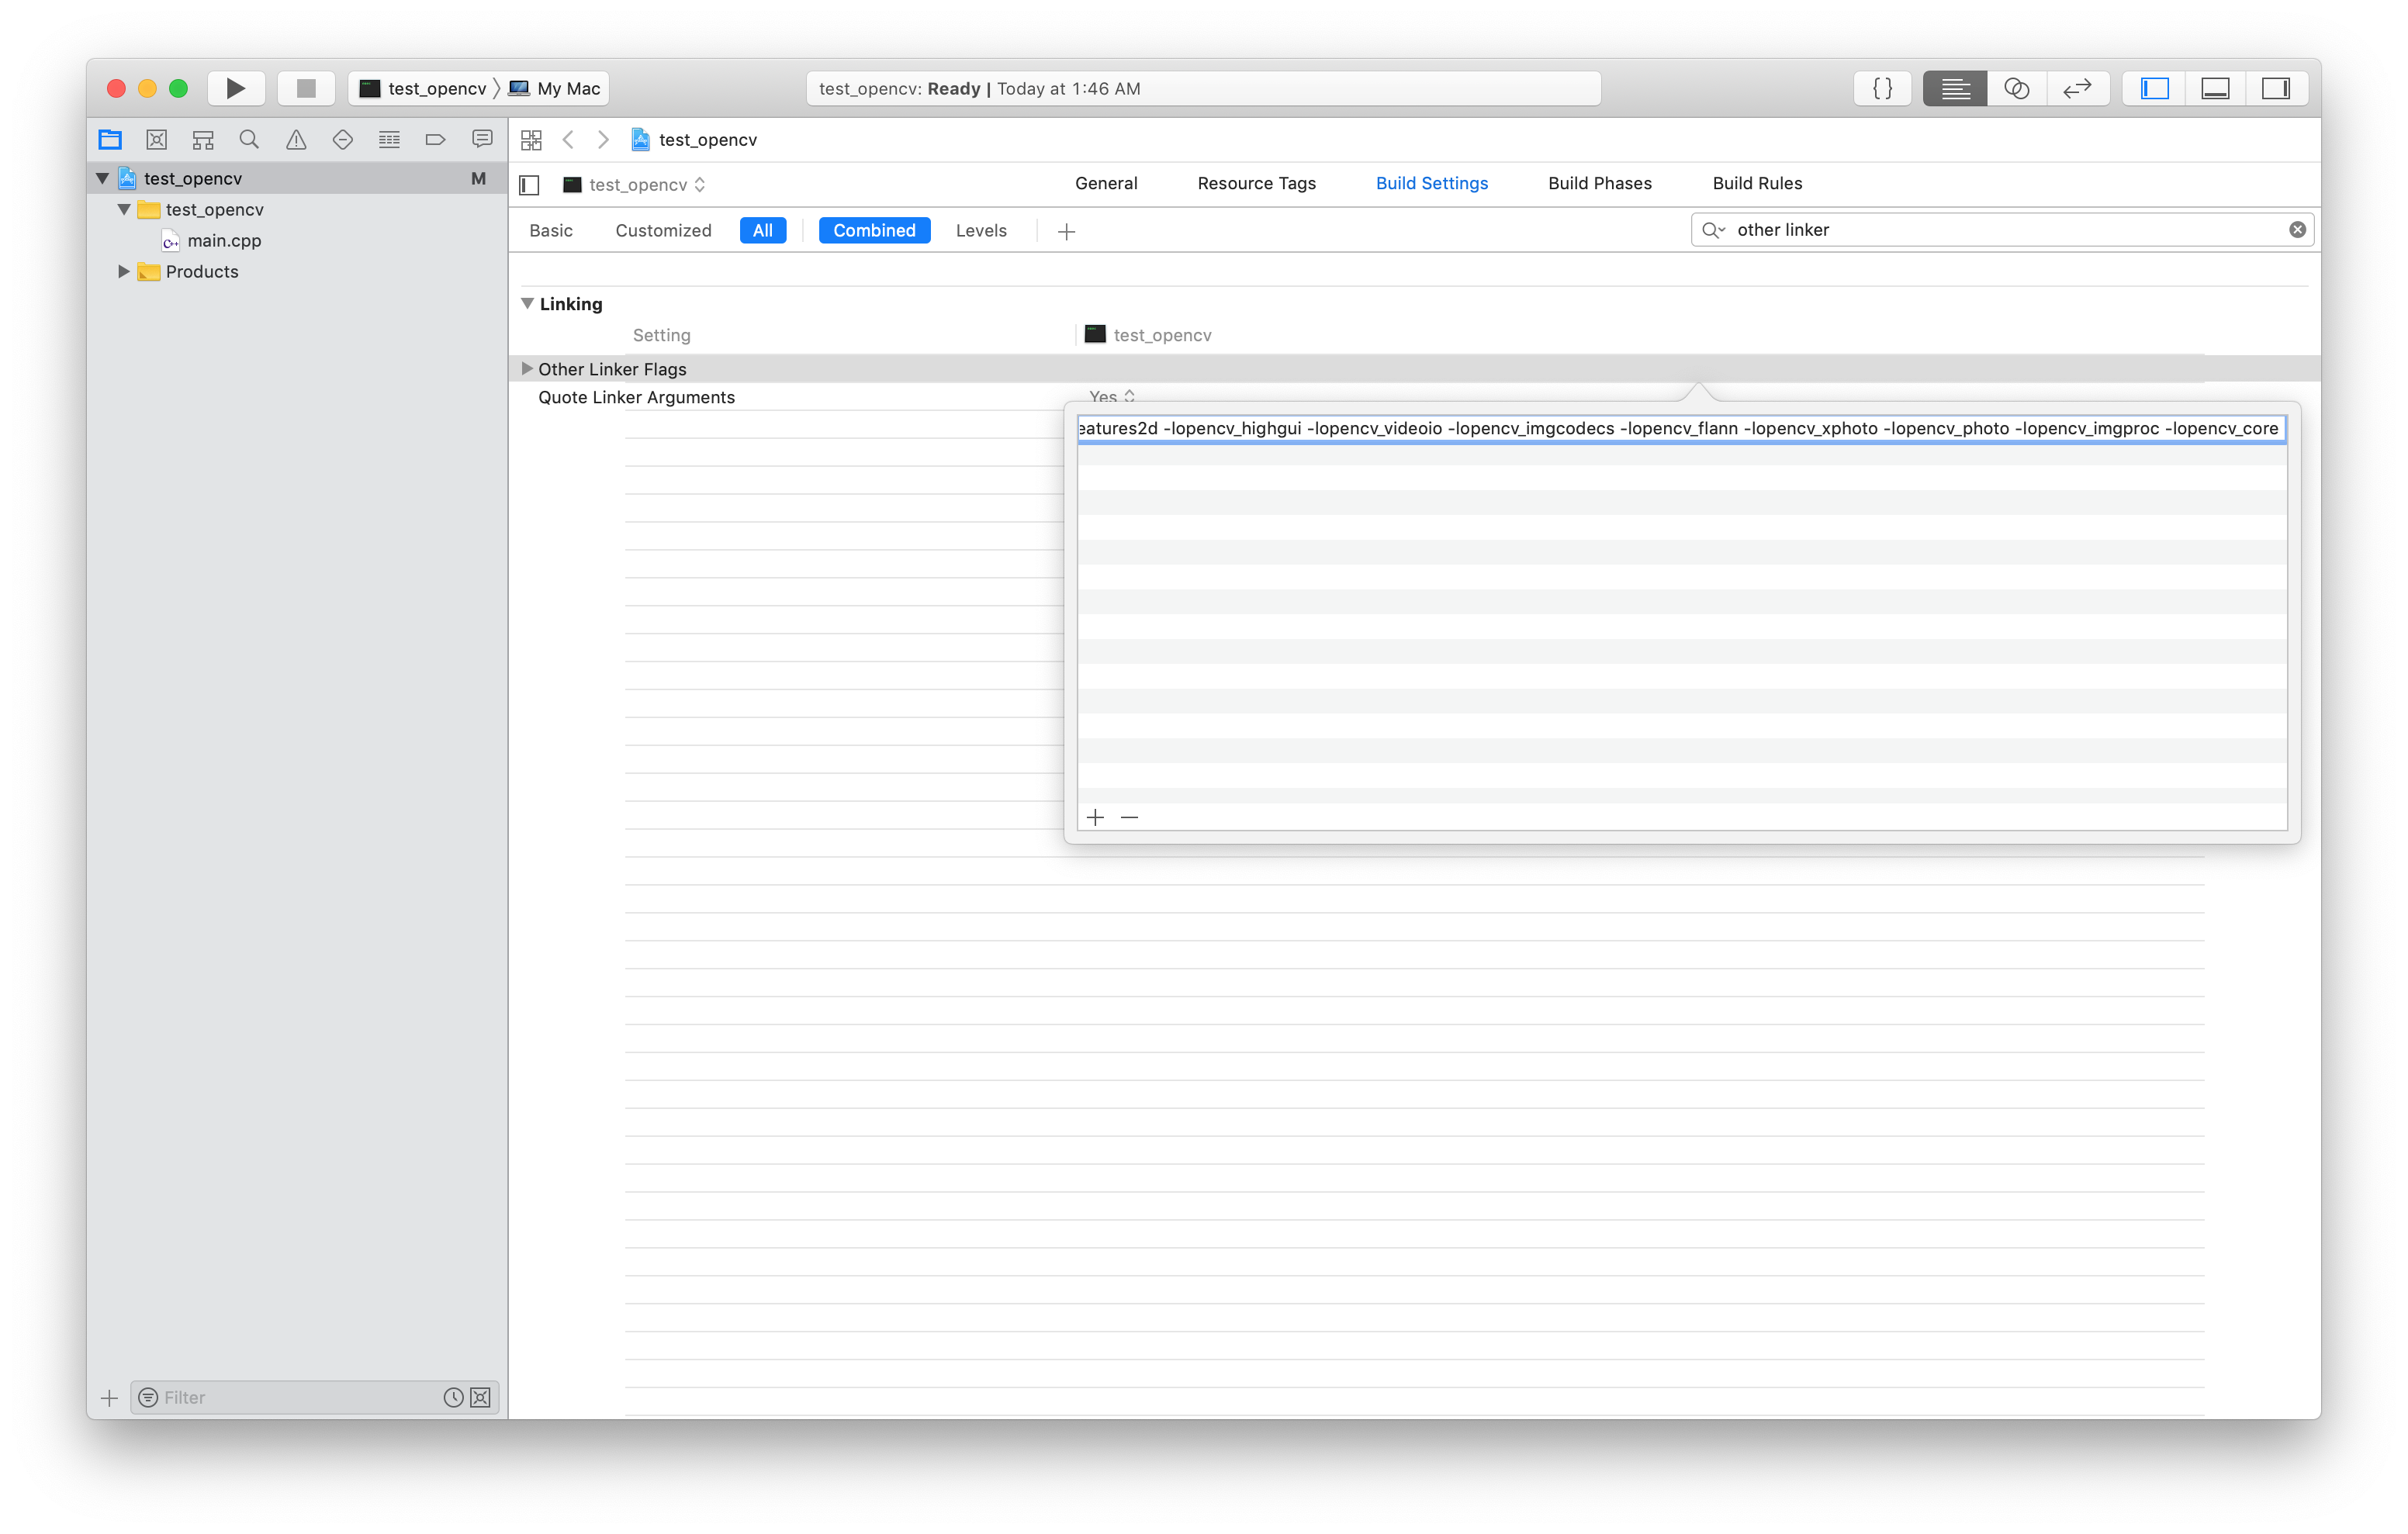 test_opencv My Mac
test_opencv: Ready | Today at 1:46 AM
{ }
test_opencv
test_opencv M
test_opencv
main.cpp
Products
test_opencv
General Resource Tags Build Settings Build Phases Build Rules
Basic Customized All Combined Levels
other linker
Linking
Setting test_opencv
Other Linker Flags
Quote Linker Arguments Yes
eatures2d -lopencv_highgui -lopencv_videoio -lopencv_imgcodecs -lopencv_flann -lopencv_xphoto -lopencv_photo -lopencv_imgproc -lopencv_core
Filter